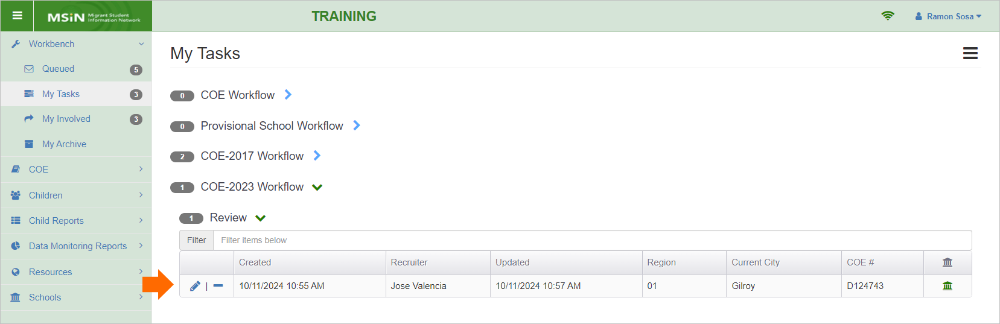 MSiN Migrant Student Information Network
TRAINING
Ramon Sosa
Workbench
Queued 5
My Tasks 3
My Involved 3
My Archive
COE
Children
Child Reports
Data Monitoring Reports
Resources
Schools
My Tasks
0 COE Workflow
0 Provisional School Workflow
2 COE-2017 Workflow
1 COE-2023 Workflow
1 Review
Filter Filter items below
Created Recruiter Updated Region Current City COE #
| 10/11/2024 10:55 AM Jose Valencia 10/11/2024 10:57 AM 01 Gilroy D124743